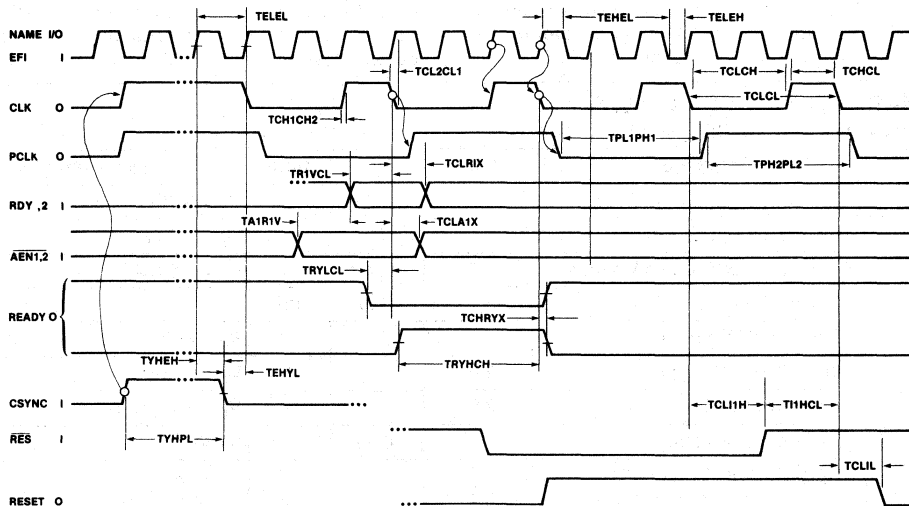 TELEL
TEHEL
TELEH
NAME I/O
EFI I
TCL2CL1
TCLCH
TCHCL
CLK O
TCLCL
TCH1CH2
TPL1PH1
PCLK O
TPH2PL2
TR1VCL
TCLRIX
RDY ,2 I
TA1R1V
TCLA1X
AEN1,2 I
TRYLCL
READY O
TCHRYX
TYHEH
TEHYL
TRYHCH
CSYNC I
TCLI1H
TI1HCL
TYHPL
RES I
TCLIL
RESET O